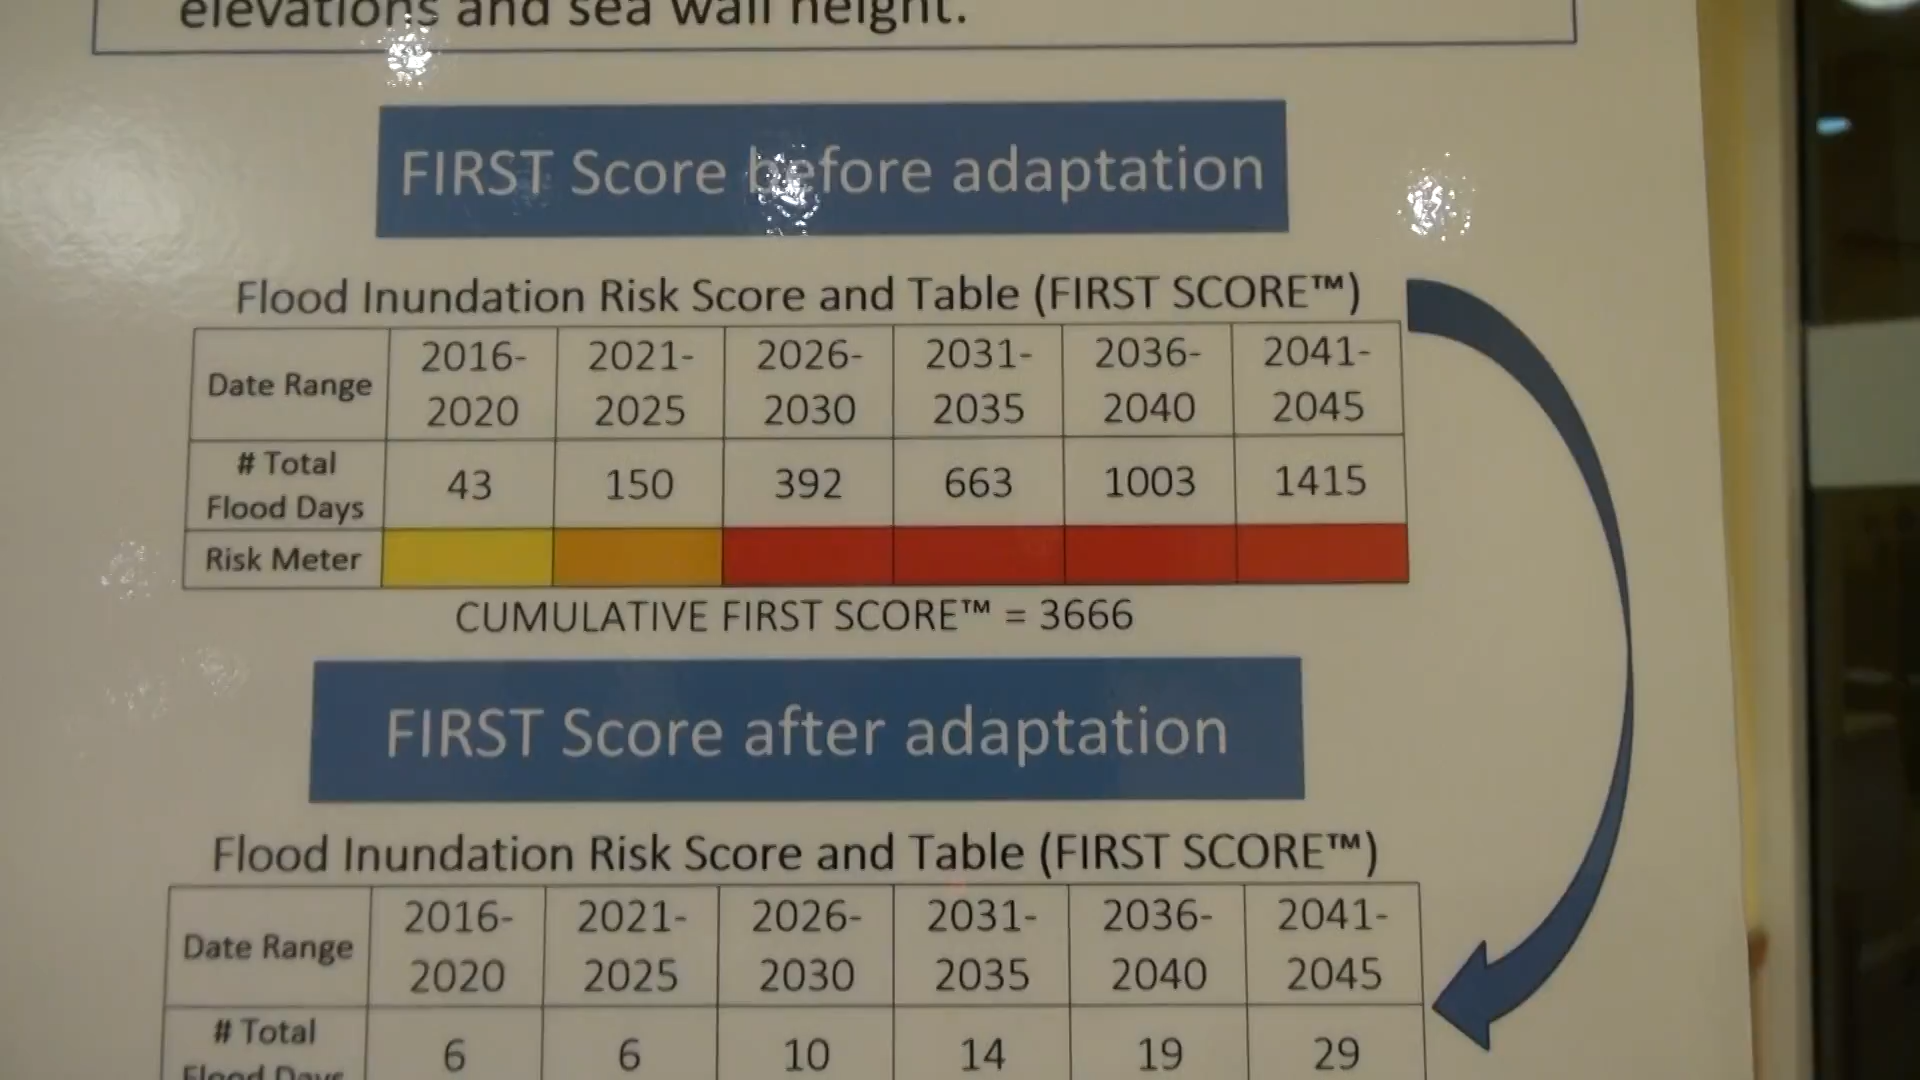 elevations and sea wall height.
FIRST Score before adaptation
Flood Inundation Risk Score and Table (FIRST SCORE™)
Date Range 2016-2020 2021-2025 2026-2030 2031-2035 2036-2040 2041-2045
# Total Flood Days 43 150 392 663 1003 1415
Risk Meter
CUMULATIVE FIRST SCORE™ = 3666
FIRST Score after adaptation
Flood Inundation Risk Score and Table (FIRST SCORE™)
Date Range 2016-2020 2021-2025 2026-2030 2031-2035 2036-2040 2041-2045
# Total Flood Days 6 6 10 14 19 29